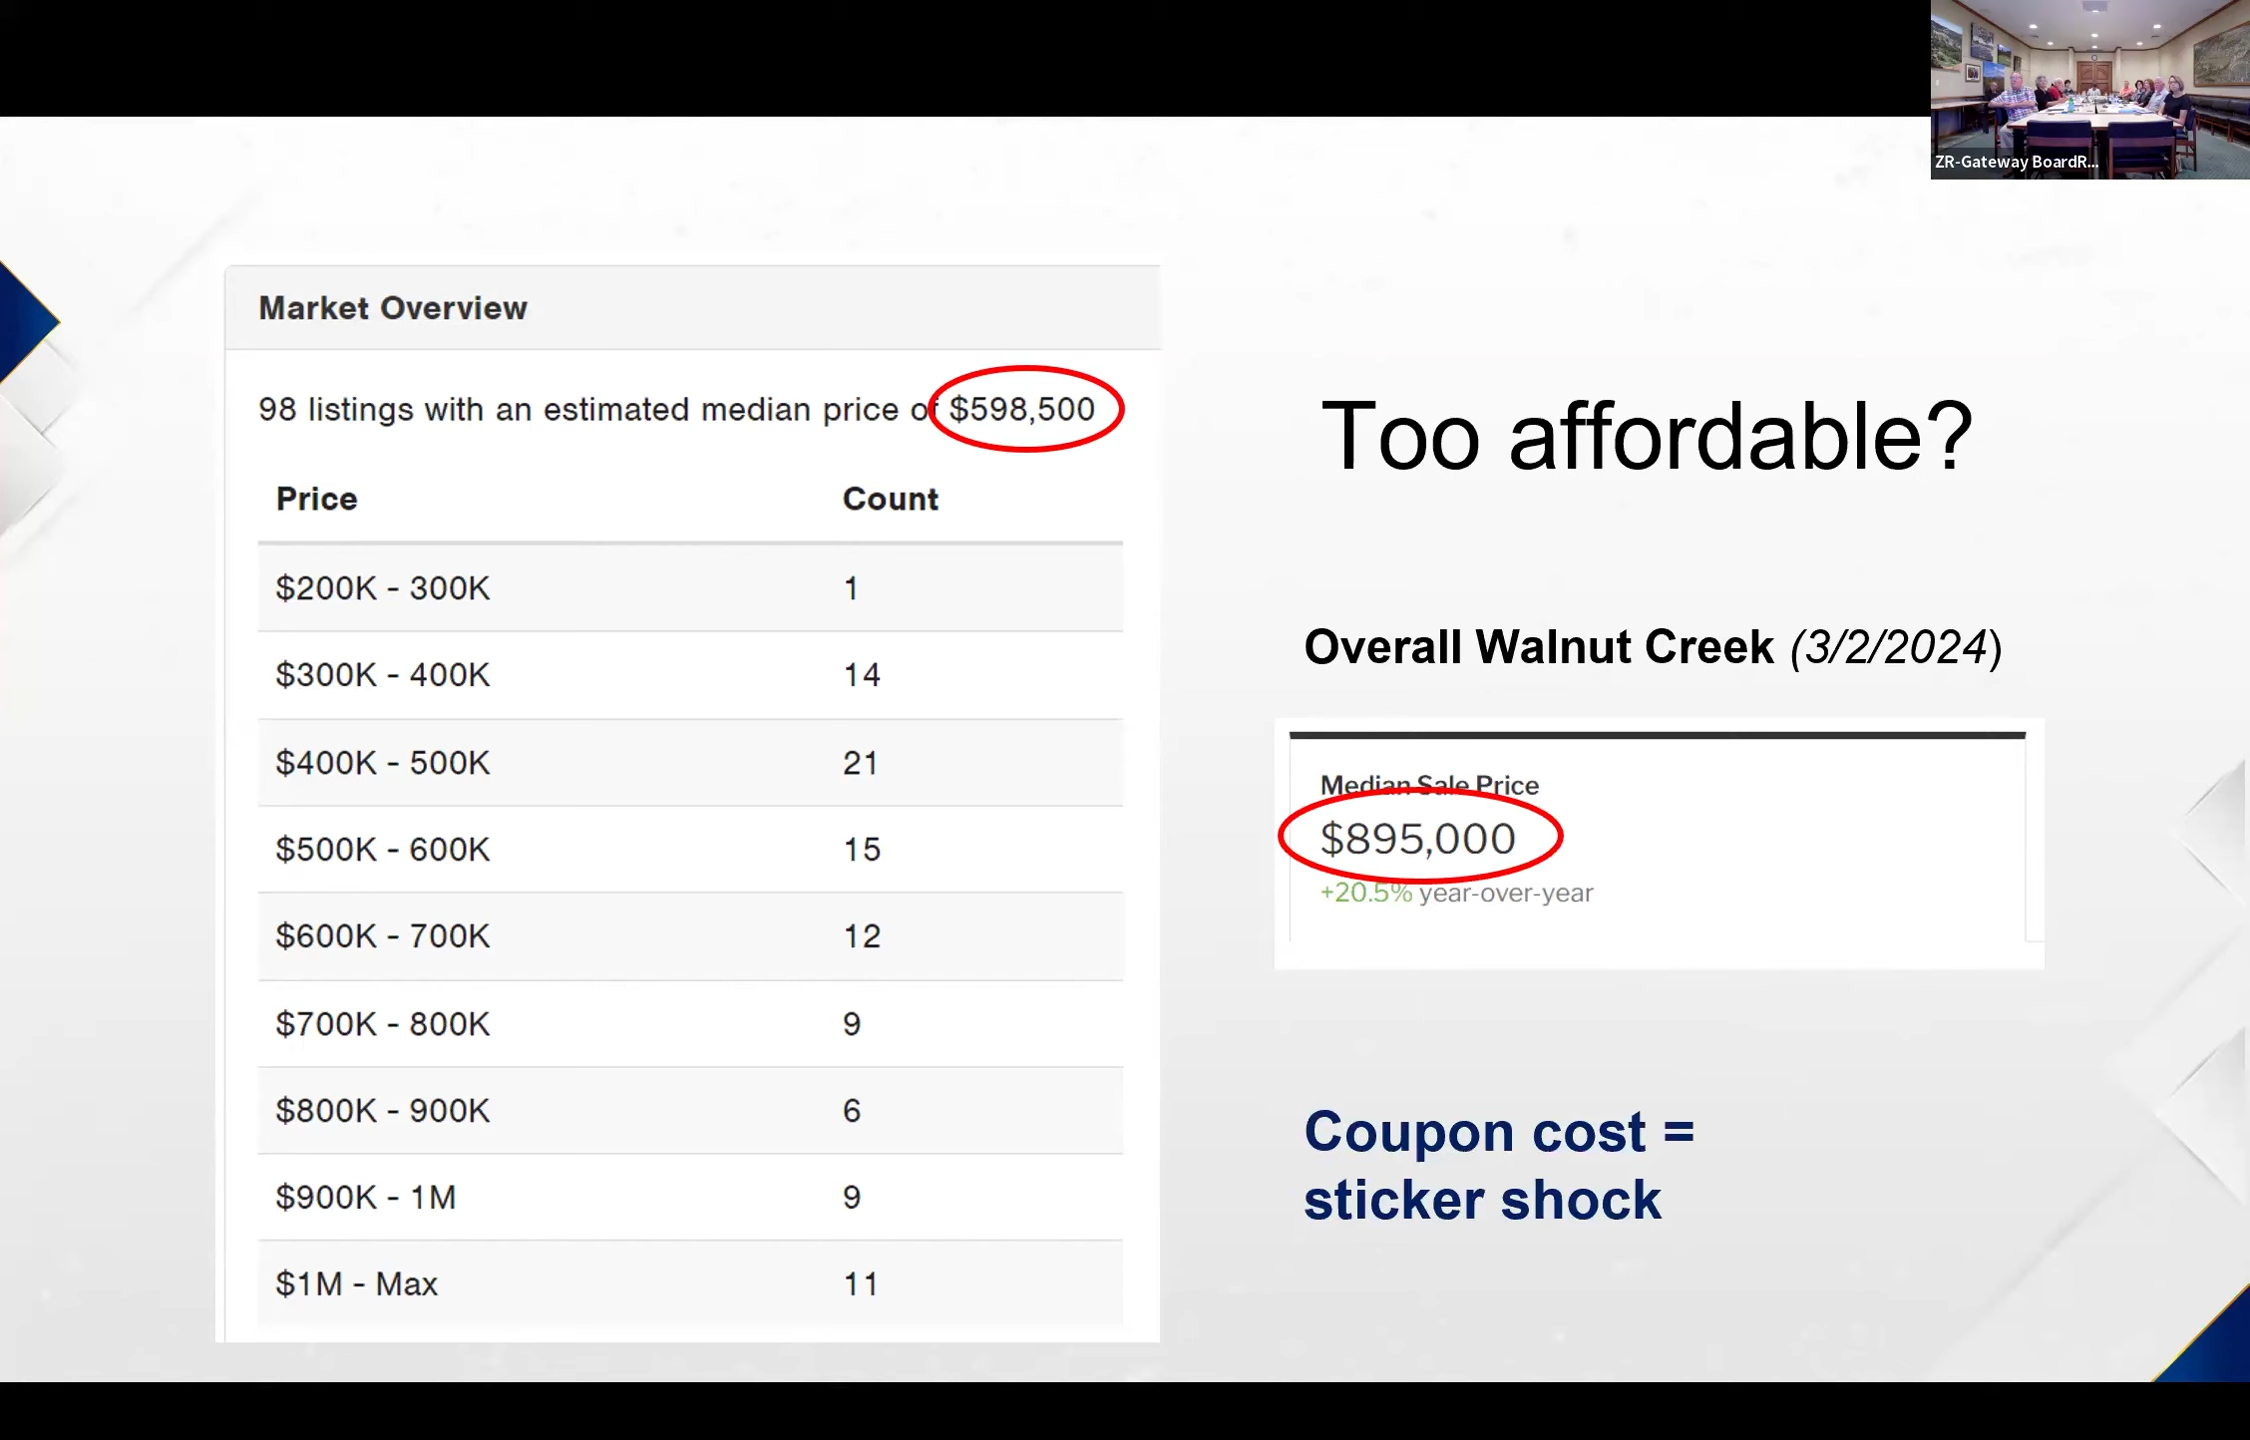 ZR-Gateway BoardR...
Market Overview
98 listings with an estimated median price of $598,500
Price Count
$200K - 300K 1
$300K - 400K 14
$400K - 500K 21
$500K - 600K 15
$600K - 700K 12
$700K - 800K 9
$800K - 900K 6
$900K - 1M 9
$1M - Max 11
Too affordable?
Overall Walnut Creek (3/2/2024)
Median Sale Price
$895,000
+20.5% year-over-year
Coupon cost =
sticker shock